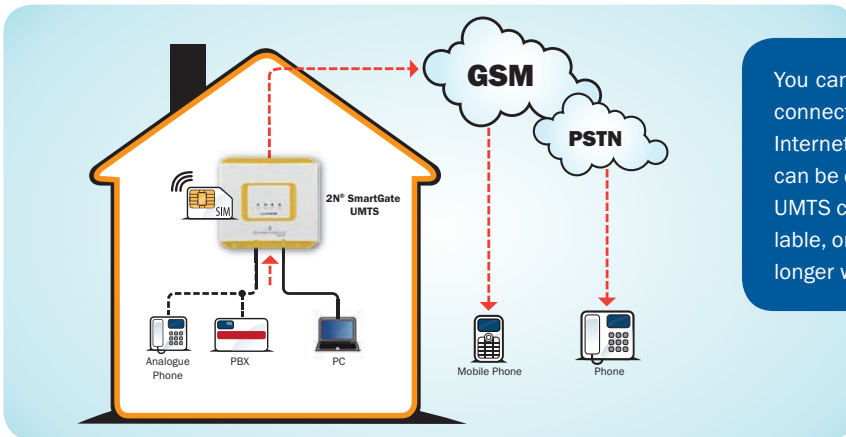 GSM
PSTN
2N® SmartGate
UMTS
SIM
Analogue
Phone
PBX
PC
Mobile Phone
Phone
You can
connect
Internet
can be
UMTS
lable, or
longer